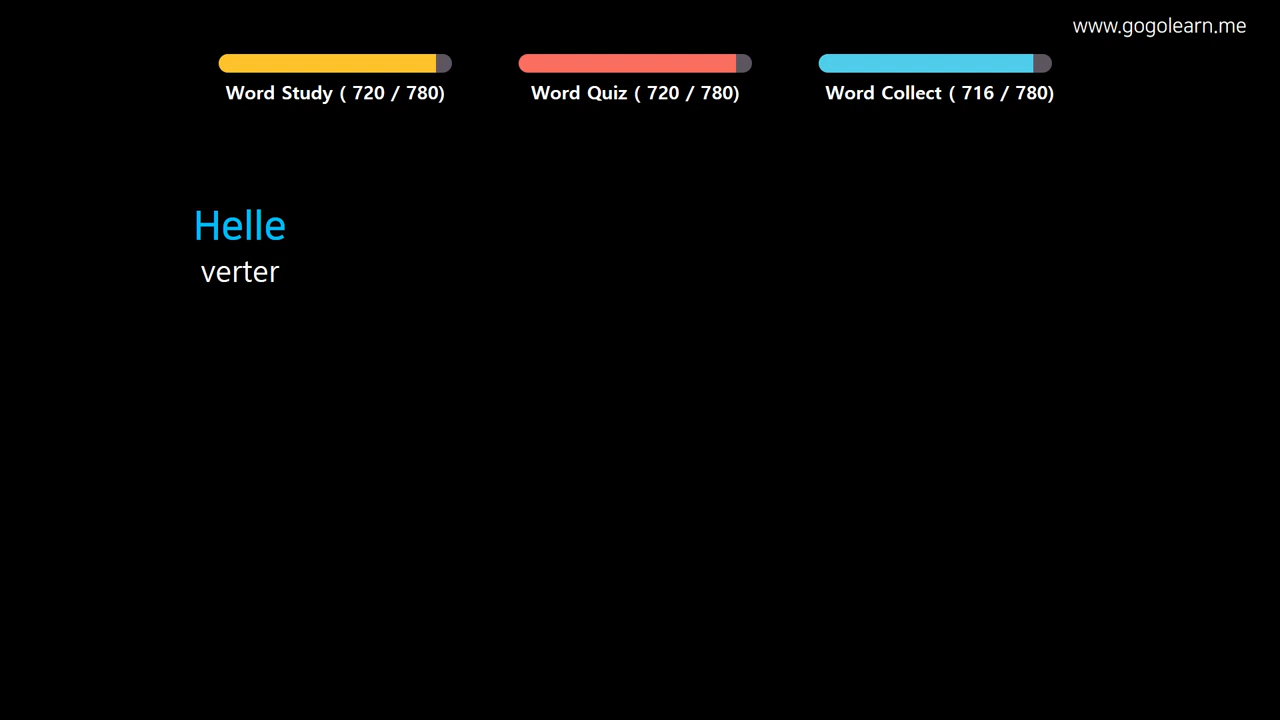 www.gogolearn.me
Word Study ( 720 / 780)
Word Quiz ( 720 / 780)
Word Collect ( 716 / 780)
Helle
verter